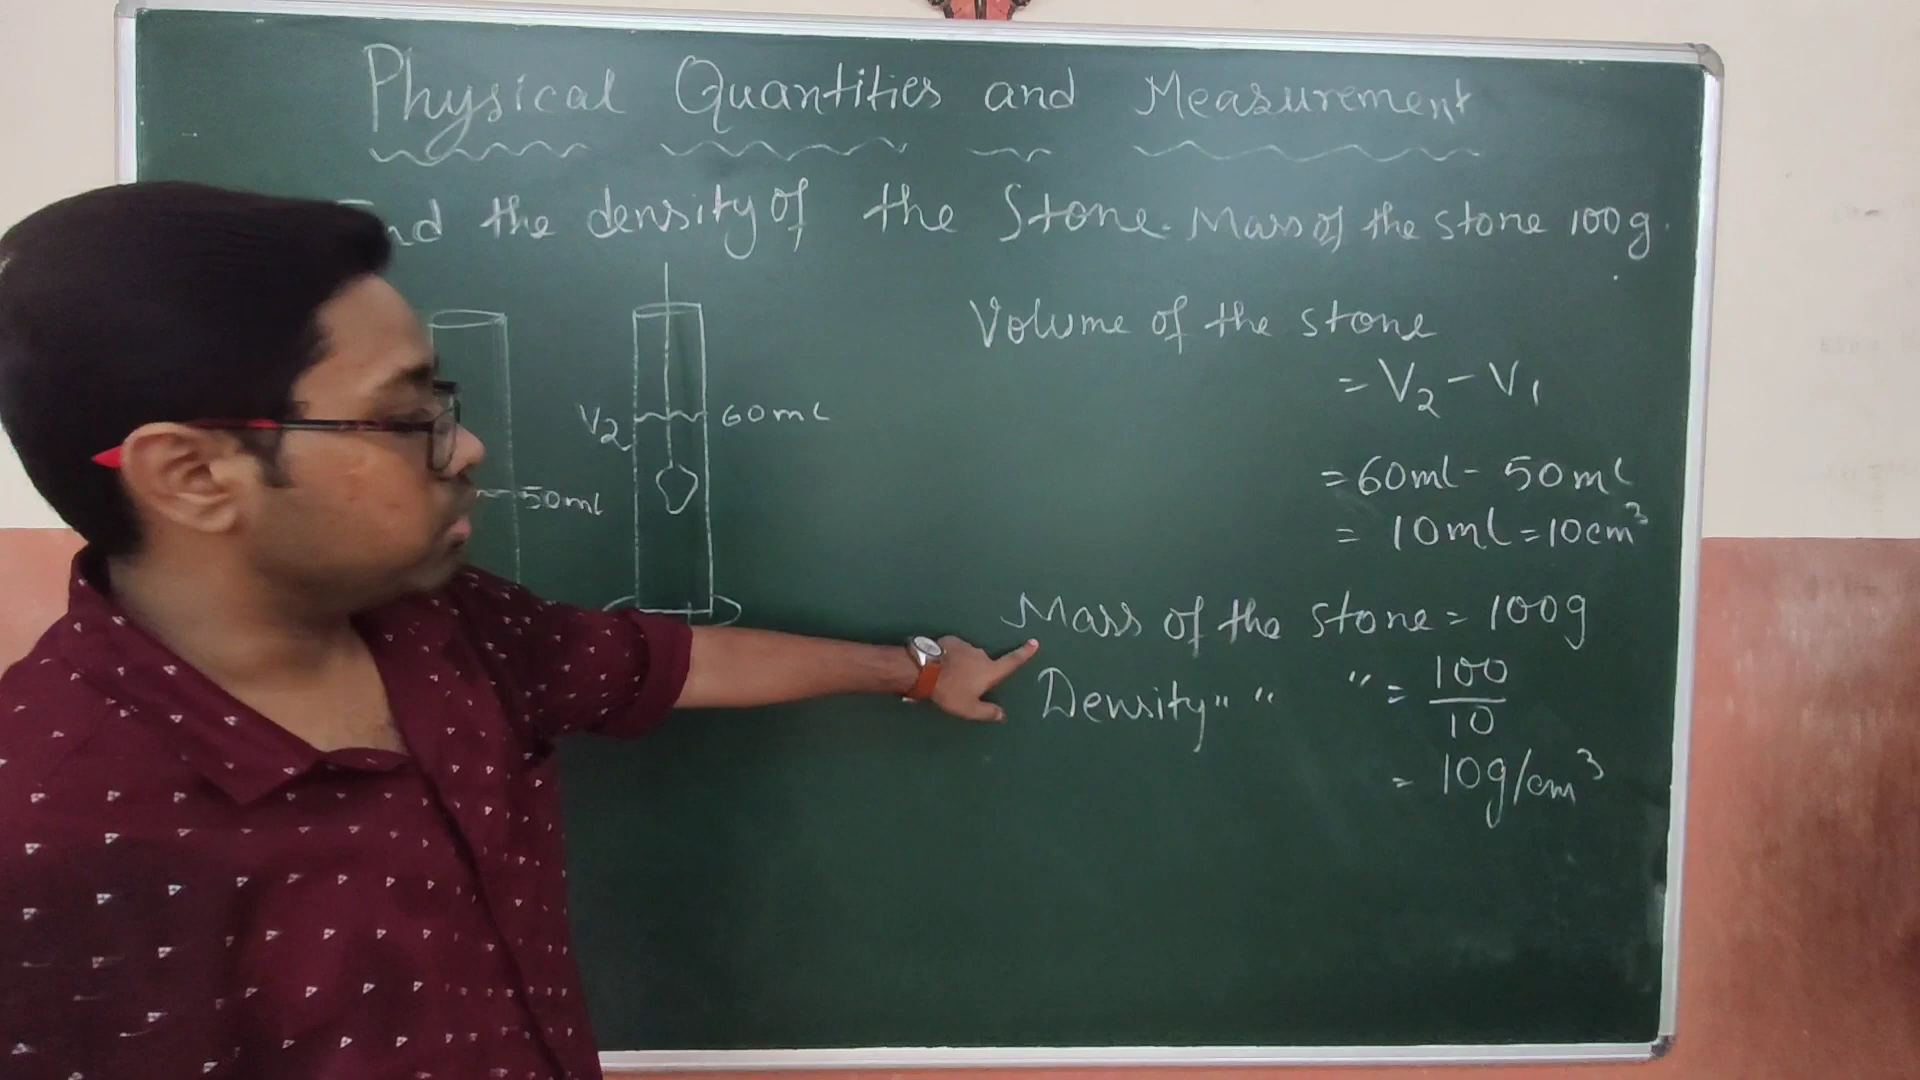 Physical Quantities and Measurement
the density of the Stone. Mass of the stone 100g.
50ml
V2 60ml
Volume of the stone
= V2 - V1
= 60ml - 50ml
= 10ml = 10cm³
Mass of the stone = 100g
Density " " " = 100/10
= 10g/cm³